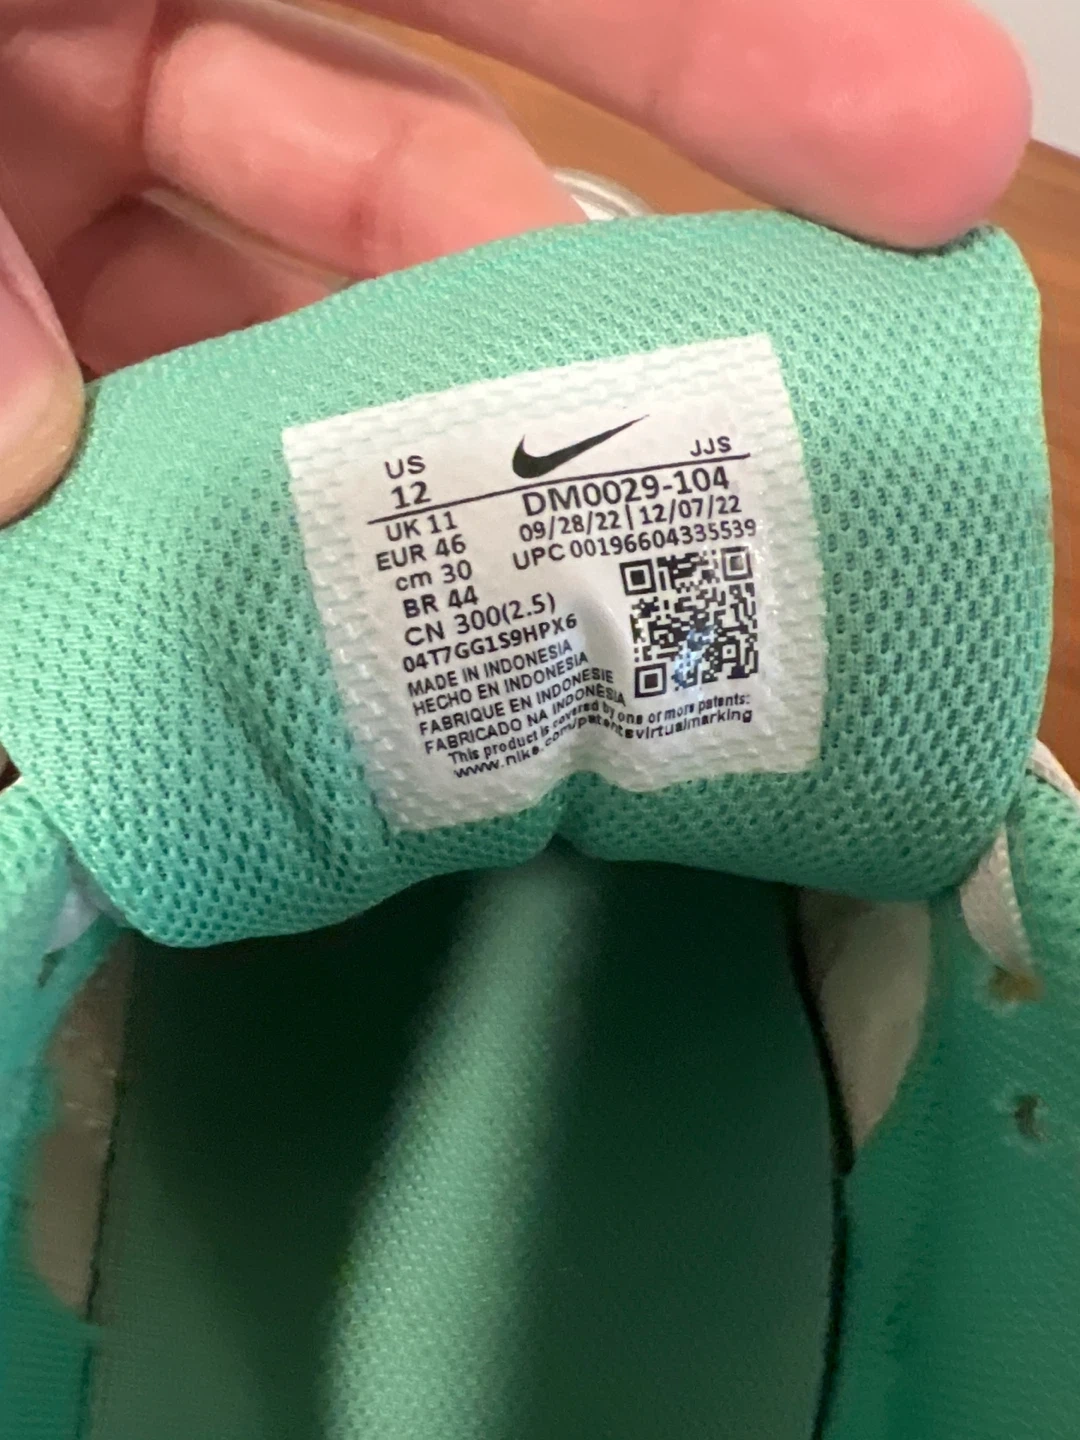 US
12
JJS
UK 11
EUR 46
cm 30
BR 44
CN 300(2.5)
DM0029-104
09/28/22 | 12/07/22
UPC 00196604335539
04T7GG1S9HPX6
MADE IN INDONESIA
HECHO EN INDONESIA
FABRIQUE EN INDONESIE
FABRICADO NA INDONÉSIA
This product is covered by one or more patents:
www.nike.com/patentsvirtualmarking